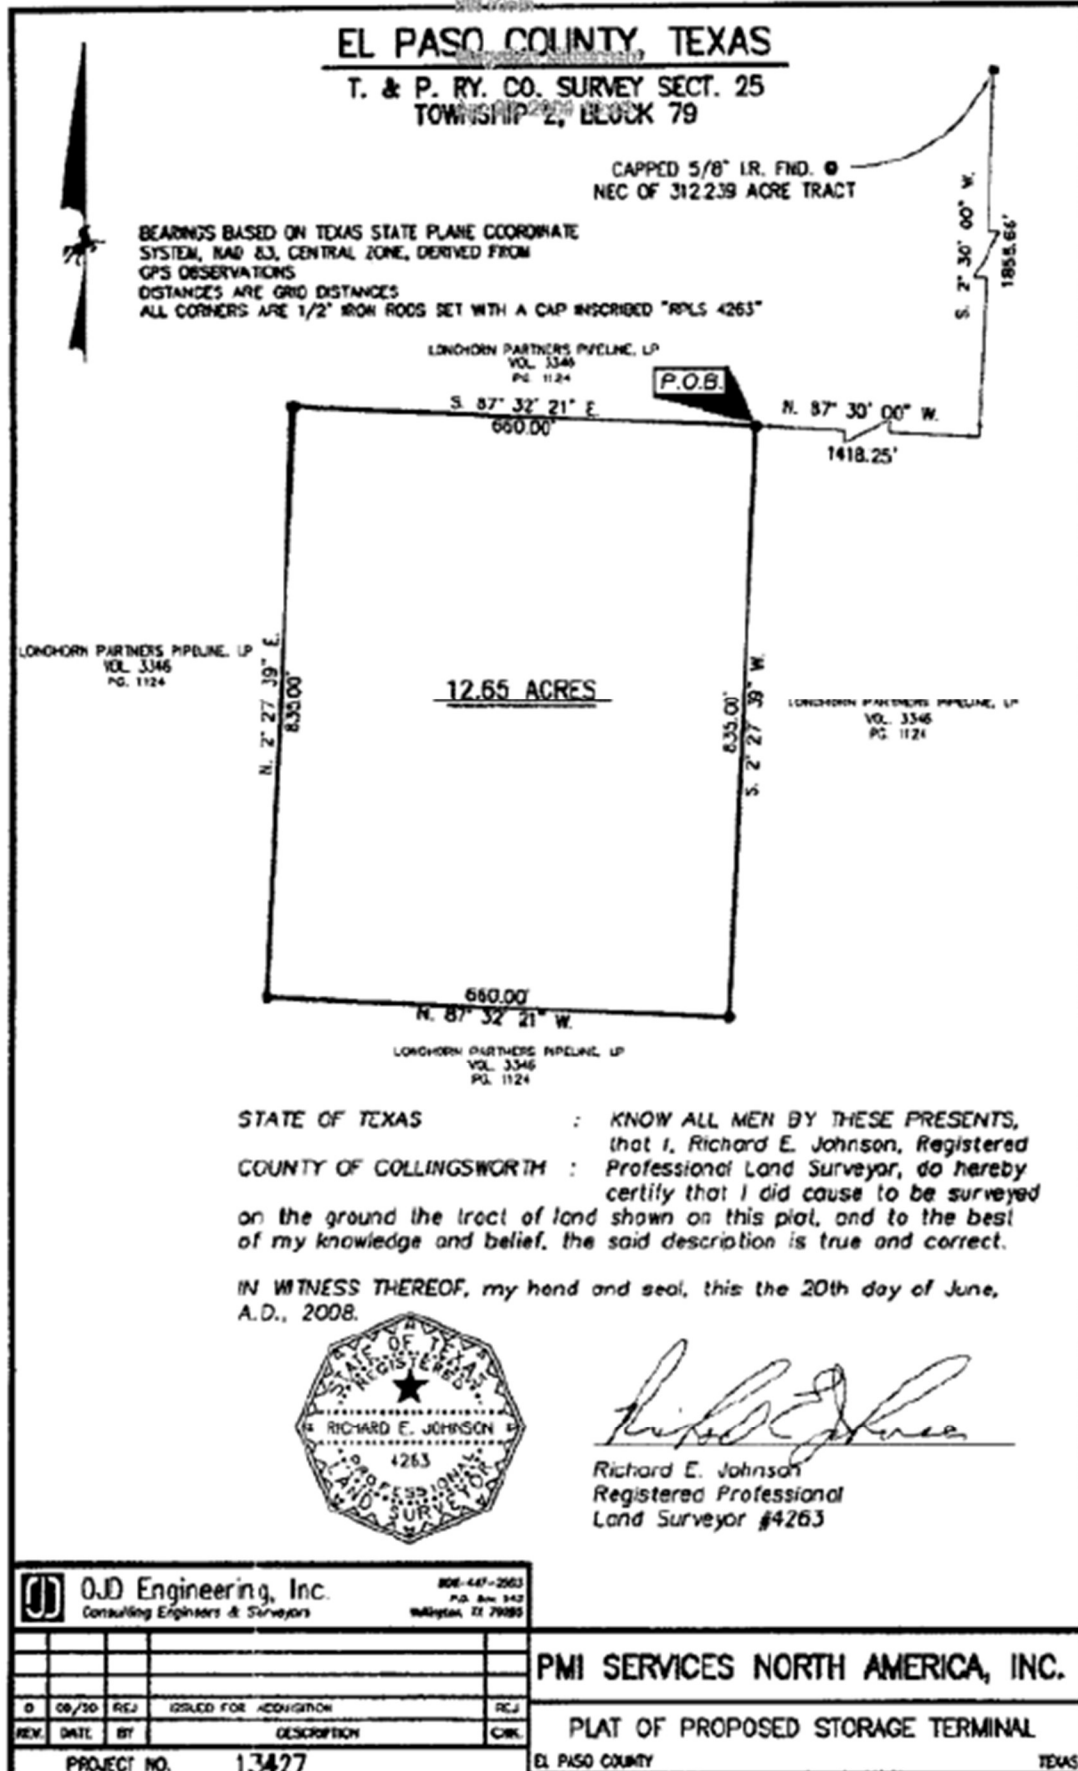 EL PASO COUNTY, TEXAS
T. & P. RY. CO. SURVEY SECT. 25
TOWNSHIP 2, BLOCK 79
CAPPED 5/8" I.R. FND.
NEC OF 312.239 ACRE TRACT
S. 2° 30' 00" W.
1855.66'
BEARINGS BASED ON TEXAS STATE PLANE COORDINATE
SYSTEM, NAD 83, CENTRAL ZONE, DERIVED FROM
GPS OBSERVATIONS
DISTANCES ARE GRID DISTANCES
ALL CORNERS ARE 1/2" IRON RODS SET WITH A CAP INSCRIBED "RPLS 4263"
LONGHORN PARTNERS PIPELINE, LP
VOL. 3346
PG. 1124
P.O.B.
S. 87° 32' 21" E.
660.00'
N. 87° 30' 00" W.
1418.25'
LONGHORN PARTNERS PIPELINE, LP
VOL. 3346
PG. 1124
N. 2° 27' 39" E.
835.00'
12.65 ACRES
835.00'
S. 2° 27' 39" W.
LONGHORN PARTNERS PIPELINE, LP
VOL. 3346
PG. 1124
660.00'
N. 87° 32' 21" W.
LONGHORN PARTNERS PIPELINE, LP
VOL. 3346
PG. 1124
STATE OF TEXAS : KNOW ALL MEN BY THESE PRESENTS,
that I, Richard E. Johnson, Registered
COUNTY OF COLLINGSWORTH : Professional Land Surveyor, do hereby
certify that I did cause to be surveyed
on the ground the tract of land shown on this plat, and to the best
of my knowledge and belief, the said description is true and correct.
IN WITNESS THEREOF, my hand and seal, this the 20th day of June,
A.D., 2008.
STATE OF TEXAS
REGISTERED
RICHARD E. JOHNSON
4263
PROFESSIONAL
LAND SURVEYOR
Richard E. Johnson
Richard E. Johnson
Registered Professional
Land Surveyor #4263
OJD Engineering, Inc.
Consulting Engineers & Surveyors
806-447-2503
P.O. Box 543
Wellington, TX 79095
PMI SERVICES NORTH AMERICA, INC.
0 REJ ISSUED FOR ACQUISITION REJ
REV. DATE BY DESCRIPTION CHK.
PLAT OF PROPOSED STORAGE TERMINAL
PROJECT NO. 13427
EL PASO COUNTY TEXAS